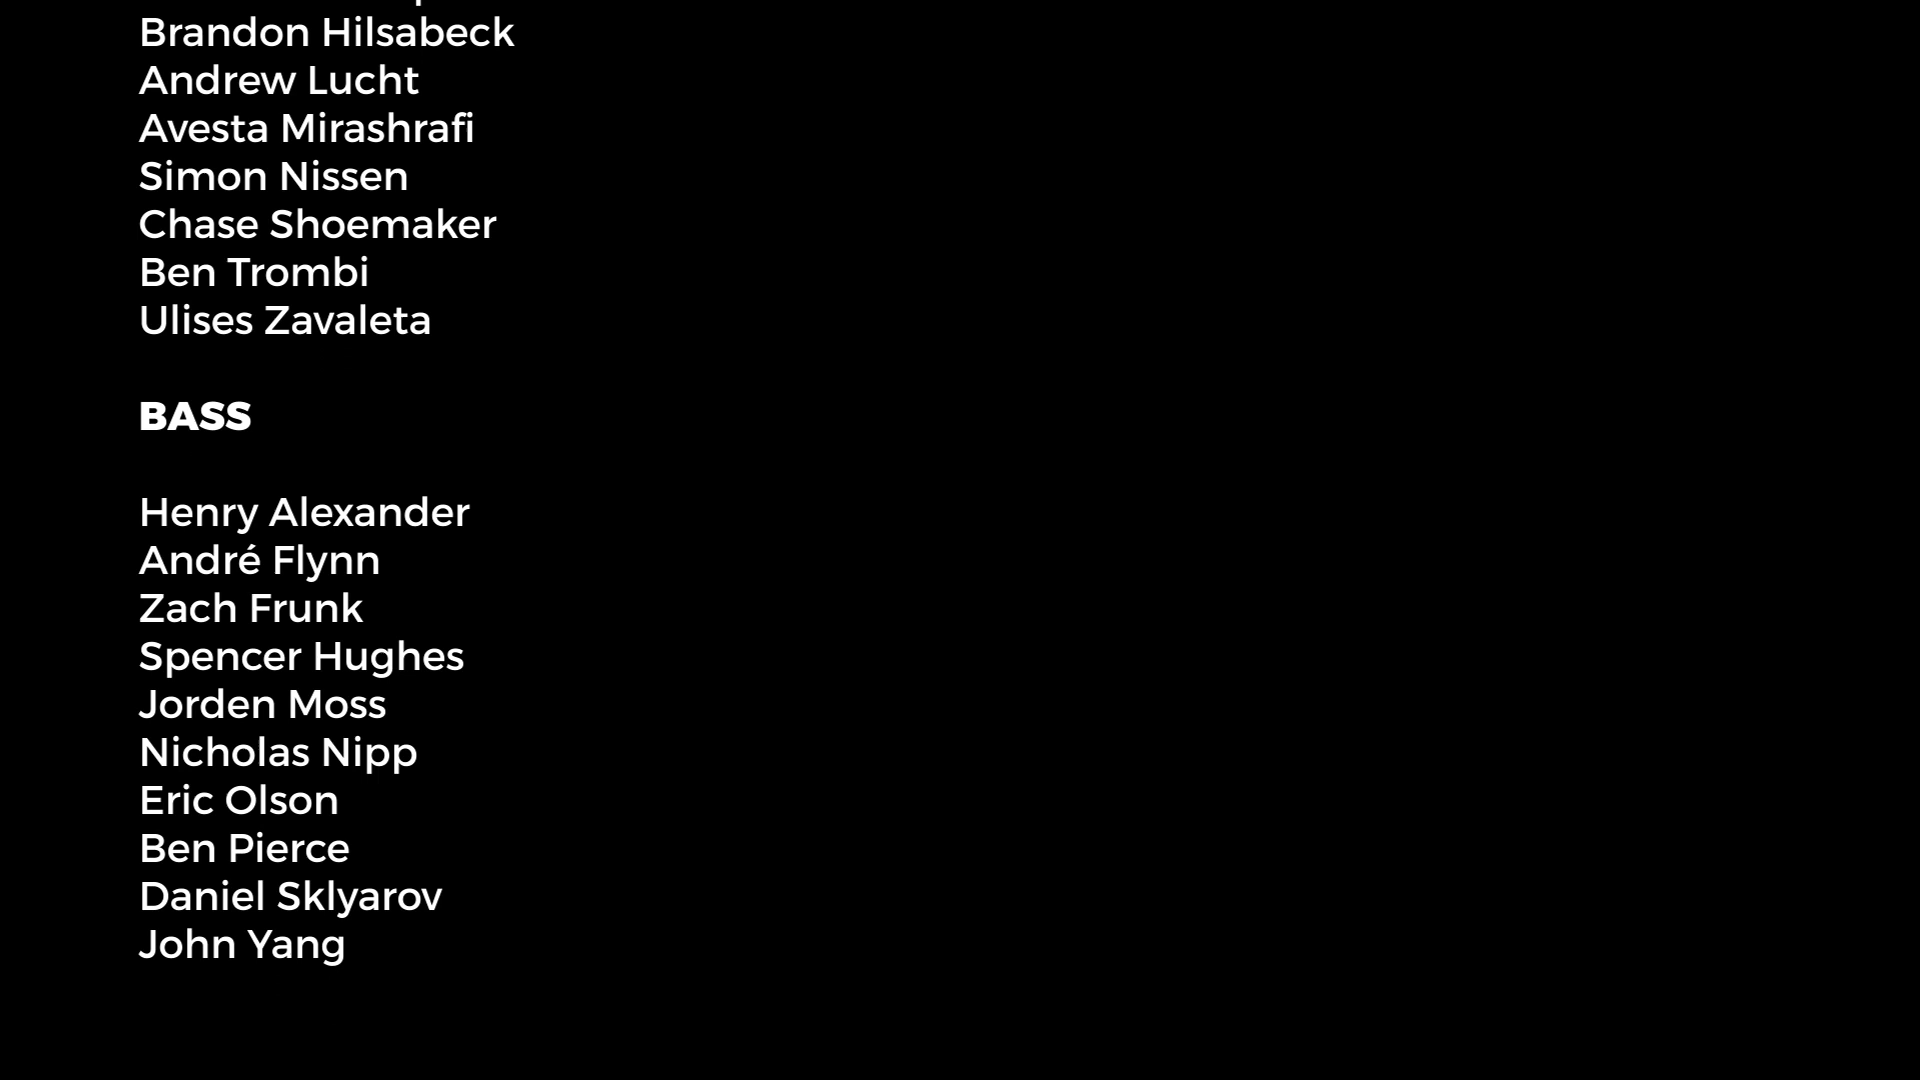 Brandon Hilsabeck
Andrew Lucht
Avesta Mirashrafi
Simon Nissen
Chase Shoemaker
Ben Trombi
Ulises Zavaleta
BASS
Henry Alexander
André Flynn
Zach Frunk
Spencer Hughes
Jorden Moss
Nicholas Nipp
Eric Olson
Ben Pierce
Daniel Sklyarov
John Yang